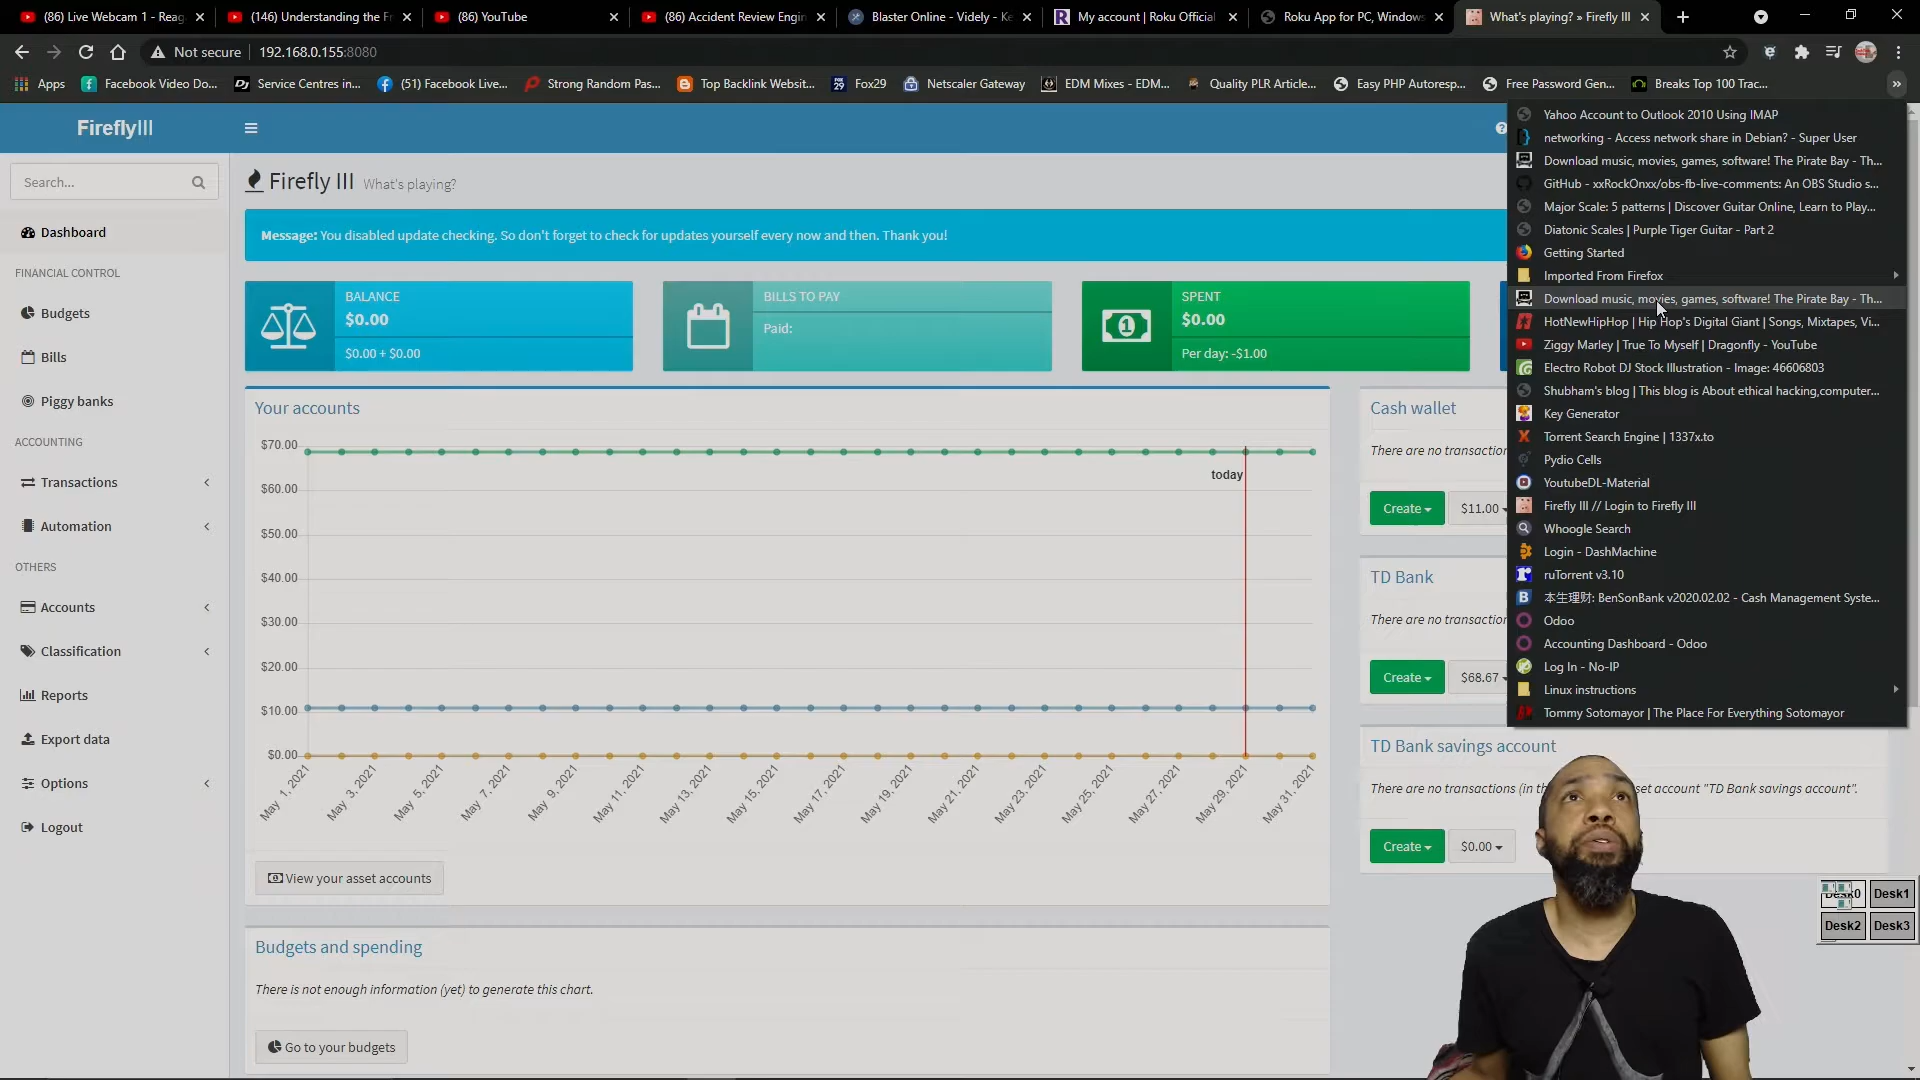 (86) Live Webcam 1 - Reag
(146) Understanding the Fr
(86) YouTube
(86) Accident Review Engin
Blaster Online - Videly - Ke
My account | Roku Official
Roku App for PC, Windows
What's playing? » Firefly III
Not secure
192.168.0.155:8080
Apps
Facebook Video Do...
Service Centres in...
(51) Facebook Live...
Strong Random Pas...
Top Backlink Websit...
Fox29
Netscaler Gateway
EDM Mixes - EDM...
Quality PLR Article...
Easy PHP Autoresp...
Free Password Gen...
Breaks Top 100 Trac...
»
FireflyIII
Search...
Dashboard
FINANCIAL CONTROL
Budgets
Bills
Piggy banks
ACCOUNTING
Transactions
Automation
OTHERS
Accounts
Classification
Reports
Export data
Options
Logout
Firefly III What's playing?
Message: You disabled update checking. So don't forget to check for updates yourself every now and then. Thank you!
BALANCE
$0.00
$0.00 + $0.00
BILLS TO PAY
Paid:
SPENT
$0.00
Per day: -$1.00
Your accounts
$70.00
$60.00
$50.00
$40.00
$30.00
$20.00
$10.00
$0.00
today
May 1, 2021
May 3, 2021
May 5, 2021
May 7, 2021
May 9, 2021
May 11, 2021
May 13, 2021
May 15, 2021
May 17, 2021
May 19, 2021
May 21, 2021
May 23, 2021
May 25, 2021
May 27, 2021
May 29, 2021
May 31, 2021
View your asset accounts
Budgets and spending
There is not enough information (yet) to generate this chart.
Go to your budgets
Cash wallet
There are no transaction
Create
$11.00
TD Bank
There are no transaction
Create
$68.67
TD Bank savings account
There are no transactions (in th
set account "TD Bank savings account".
Create
$0.00
Yahoo Account to Outlook 2010 Using IMAP
networking - Access network share in Debian? - Super User
Download music, movies, games, software! The Pirate Bay - Th...
GitHub - xxRockOnxx/obs-fb-live-comments: An OBS Studio s...
Major Scale: 5 patterns | Discover Guitar Online, Learn to Play...
Diatonic Scales | Purple Tiger Guitar - Part 2
Getting Started
Imported From Firefox
Download music, movies, games, software! The Pirate Bay - Th...
HotNewHipHop | Hip Hop's Digital Giant | Songs, Mixtapes, Vi...
Ziggy Marley | True To Myself | Dragonfly - YouTube
Electro Robot DJ Stock Illustration - Image: 46606803
Shubham's blog | This blog is About ethical hacking,computer...
Key Generator
Torrent Search Engine | 1337x.to
Pydio Cells
YoutubeDL-Material
Firefly III // Login to Firefly III
Whoogle Search
Login - DashMachine
ruTorrent v3.10
本生理财: BenSonBank v2020.02.02 - Cash Management Syste...
Odoo
Accounting Dashboard - Odoo
Log In - No-IP
Linux instructions
Tommy Sotomayor | The Place For Everything Sotomayor
Desk0
Desk1
Desk2
Desk3